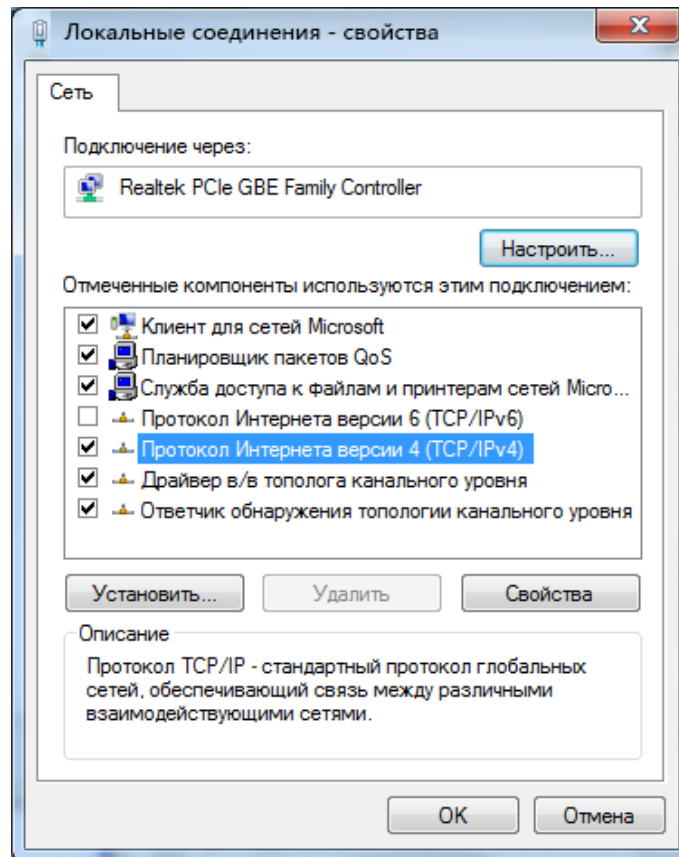 Локальные соединения - свойства
Сеть
Подключение через:
Realtek PCIe GBE Family Controller
Настроить...
Отмеченные компоненты используются этим подключением:
Клиент для сетей Microsoft
Планировщик пакетов QoS
Служба доступа к файлам и принтерам сетей Micro...
Протокол Интернета версии 6 (TCP/IPv6)
Протокол Интернета версии 4 (TCP/IPv4)
Драйвер в/в тополога канального уровня
Ответчик обнаружения топологии канального уровня
Установить...
Удалить
Свойства
Описание
Протокол TCP/IP - стандартный протокол глобальных
сетей, обеспечивающий связь между различными
взаимодействующими сетями.
OK
Отмена